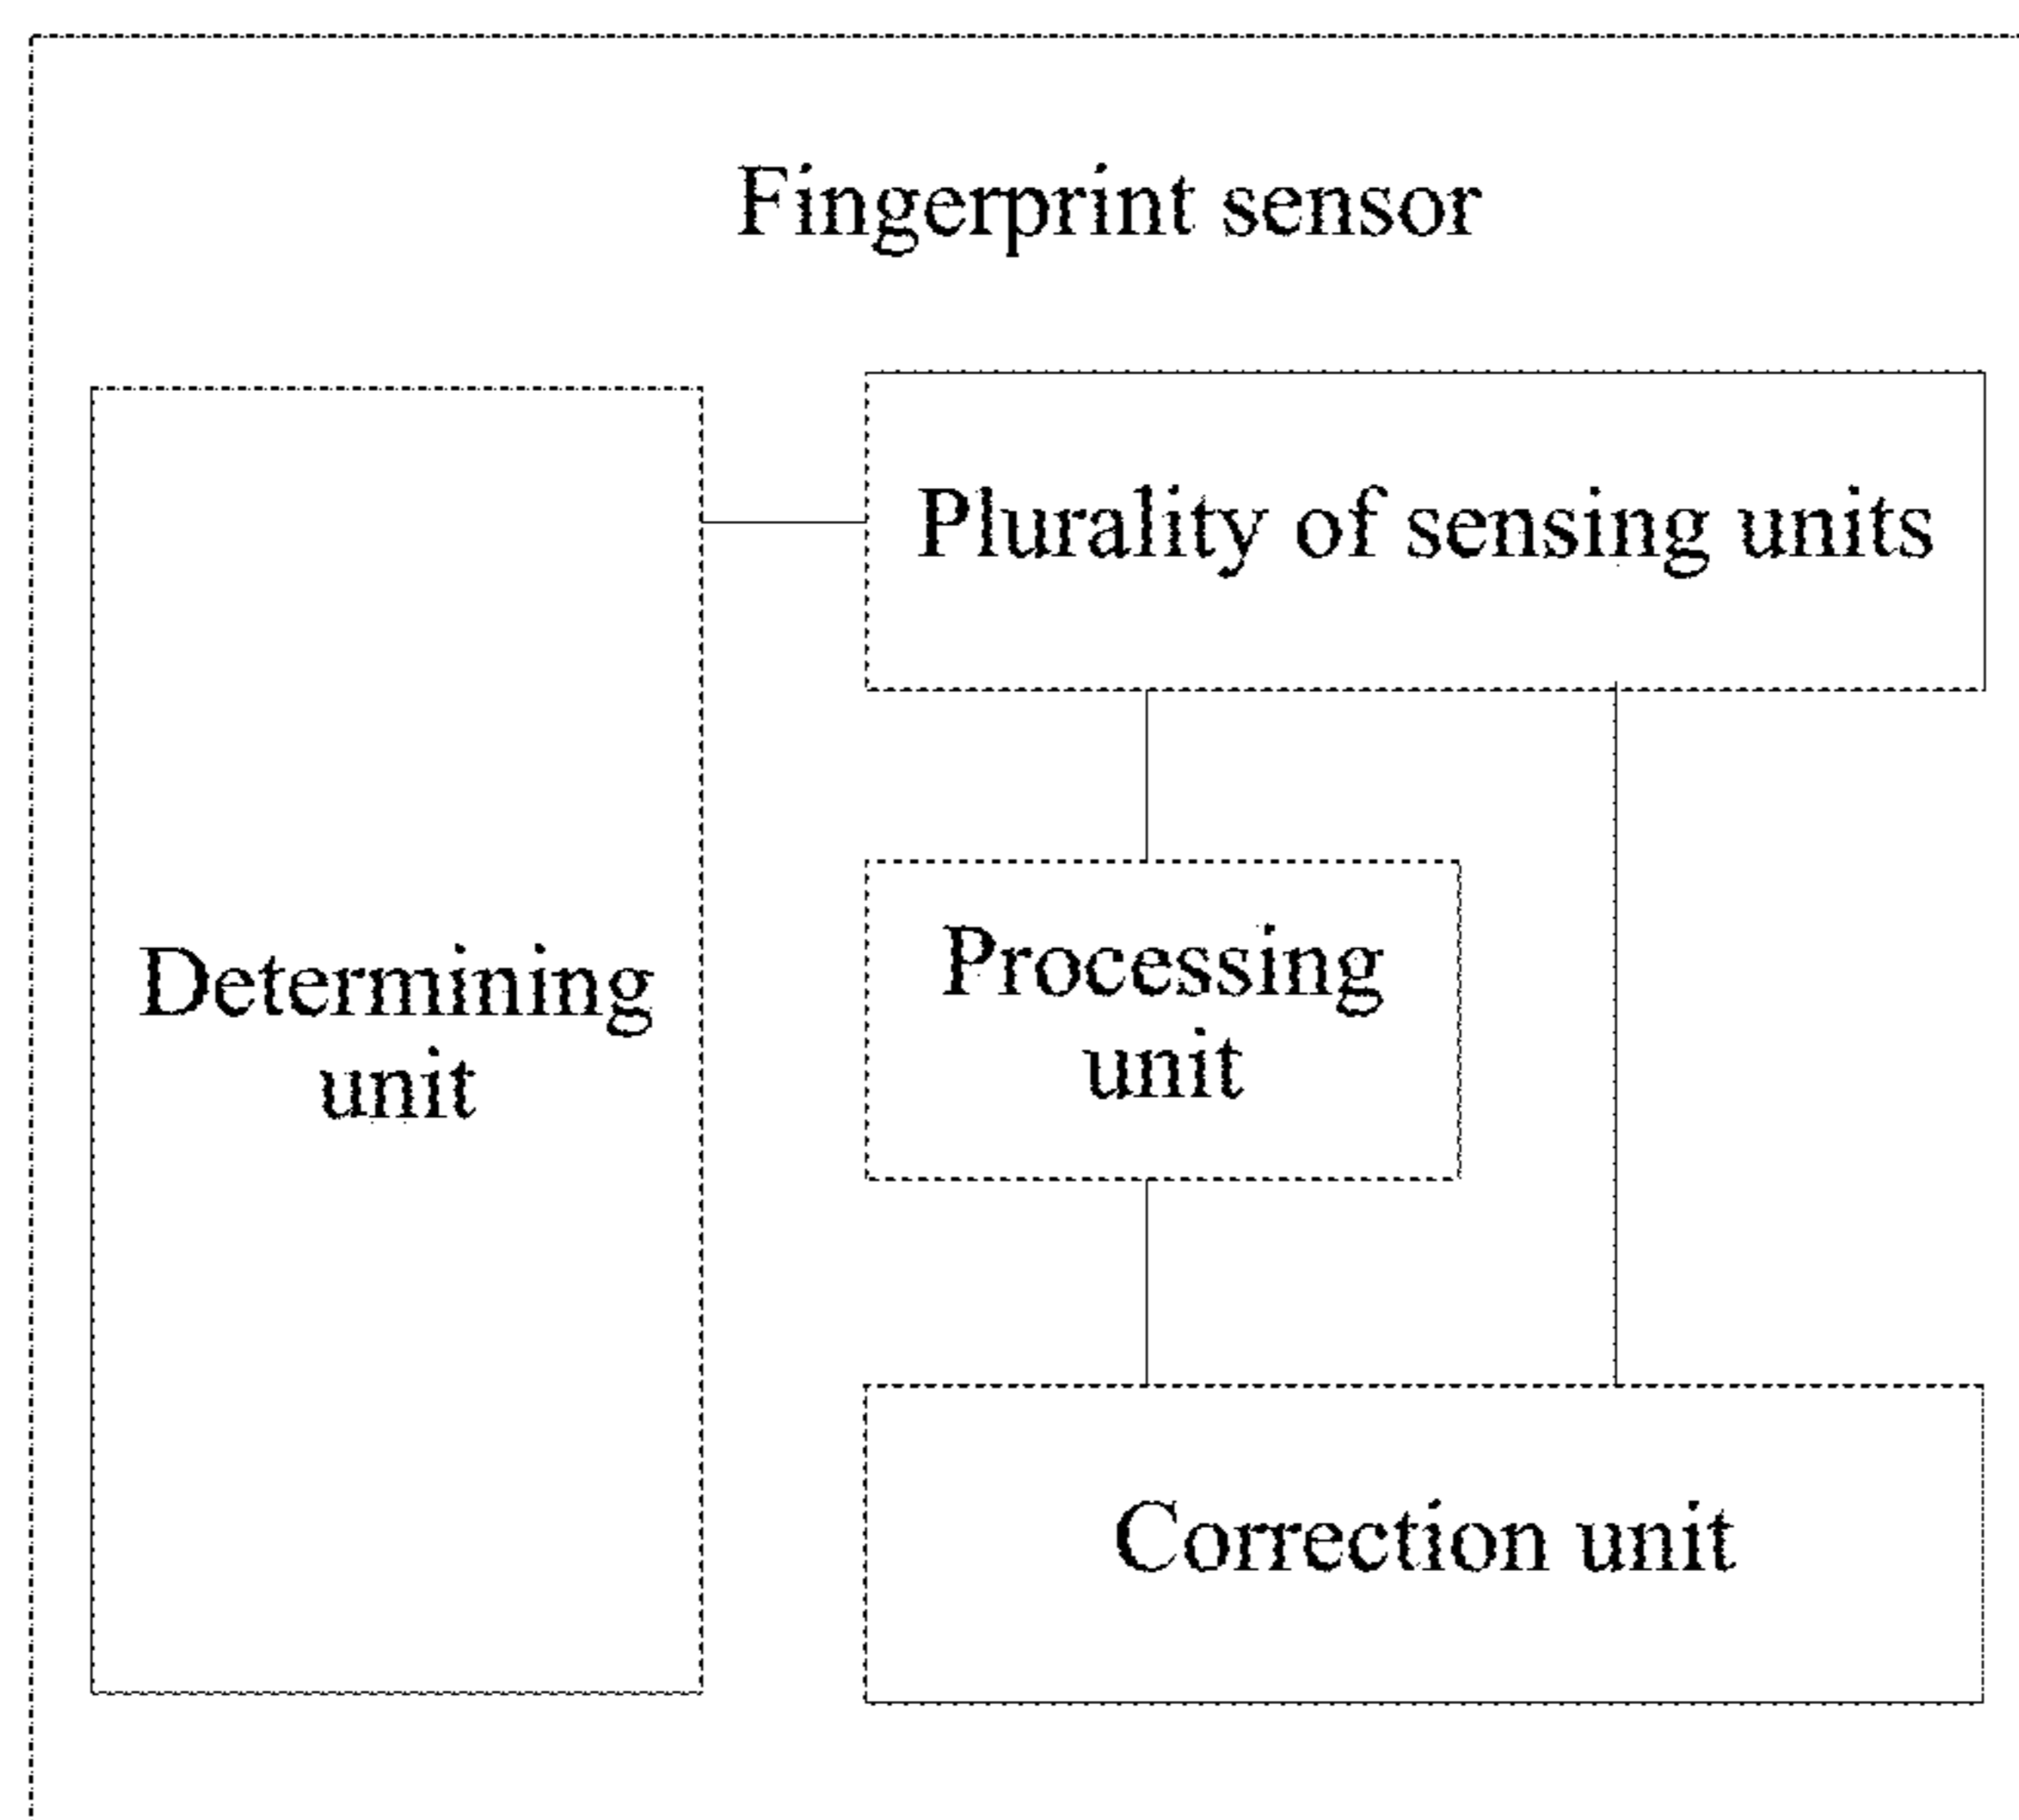 Fingerprint sensor
Plurality of sensing units
Determining
unit
Processing
unit
Correction unit